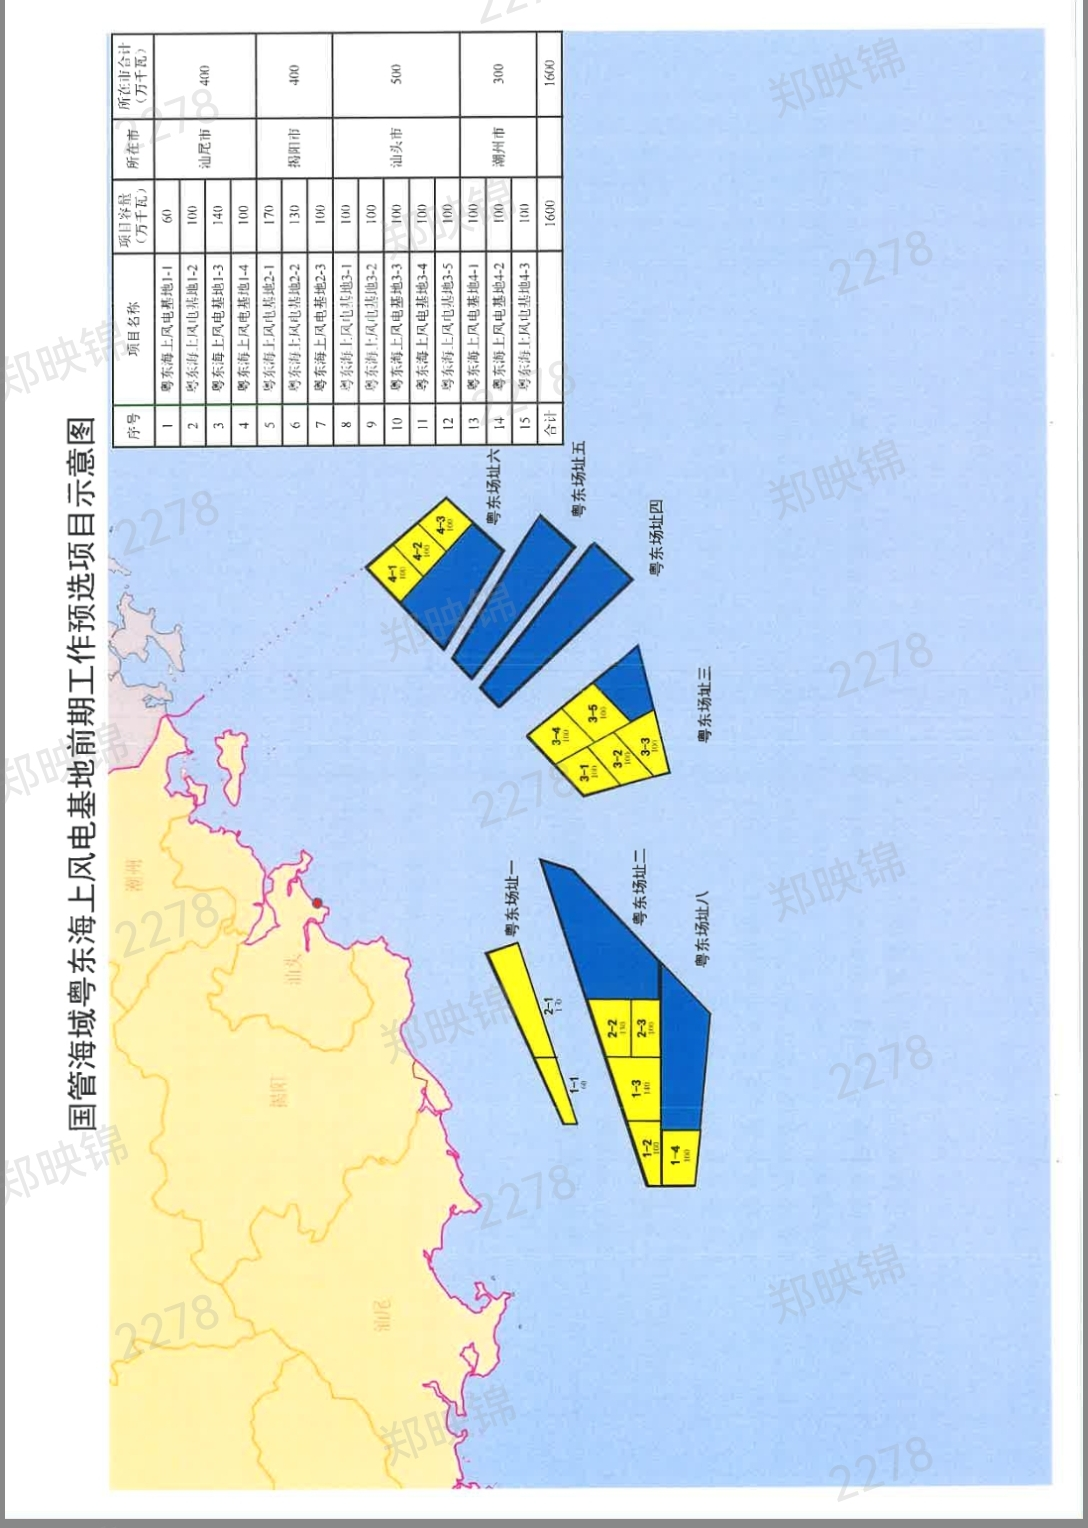 国管海域粤东海上风电基地前期工作预选项目示意图
序号 项目名称 项目容量（万千瓦） 所在市 所在市合计（万千瓦）
1 粤东海上风电基地1-1 60 汕尾市 400
2 粤东海上风电基地1-2 100
3 粤东海上风电基地1-3 140
4 粤东海上风电基地1-4 100
5 粤东海上风电基地2-1 170 揭阳市 400
6 粤东海上风电基地2-2 130
7 粤东海上风电基地2-3 100
8 粤东海上风电基地3-1 100 汕头市 500
9 粤东海上风电基地3-2 100
10 粤东海上风电基地3-3 100
11 粤东海上风电基地3-4 100
12 粤东海上风电基地3-5 100
13 粤东海上风电基地4-1 100 潮州市 300
14 粤东海上风电基地4-2 100
15 粤东海上风电基地4-3 100
合计 1600 1600
潮州
汕头
揭阳
汕尾
4-1
100
4-2
100
4-3
100
粤东场址六
粤东场址五
粤东场址四
3-4
100
3-5
100
3-1
100
3-2
100
3-3
100
粤东场址三
粤东场址一
2-1
170
1-1
60
粤东场址二
2-2
130
2-3
100
1-3
140
1-2
100
1-4
100
粤东场址八
郑映锦
2278